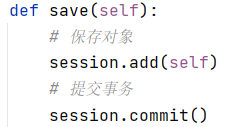 def save(self):
    # 保存对象
    session.add(self)
    # 提交事务
    session.commit()